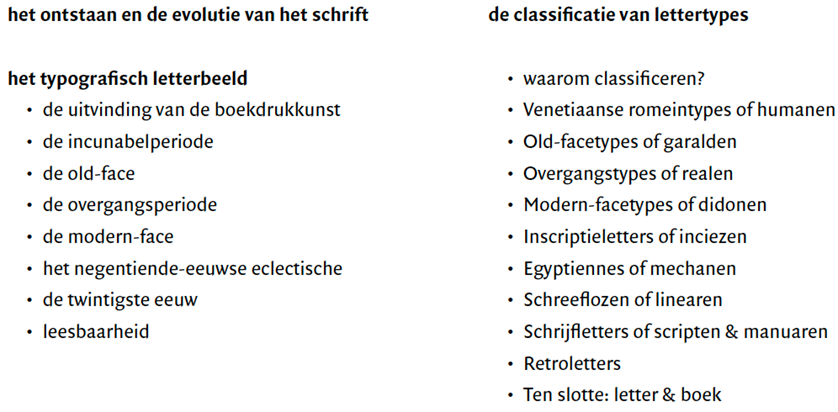 het ontstaan en de evolutie van het schrift
het typografisch letterbeeld
• de uitvinding van de boekdrukkunst
• de incunabelperiode
• de old-face
• de overgangsperiode
• de modern-face
• het negentiende-eeuwse eclectische
• de twintigste eeuw
• leesbaarheid
de classificatie van lettertypes
• waarom classificeren?
• Venetiaanse romeintypes of humanen
• Old-facetypes of garalden
• Overgangstypes of realen
• Modern-facetypes of didonen
• Inscriptieletters of inciezen
• Egyptiennes of mechanen
• Schreeflozen of linearen
• Schrijfletters of scripten & manuaren
• Retroletters
• Ten slotte: letter & boek